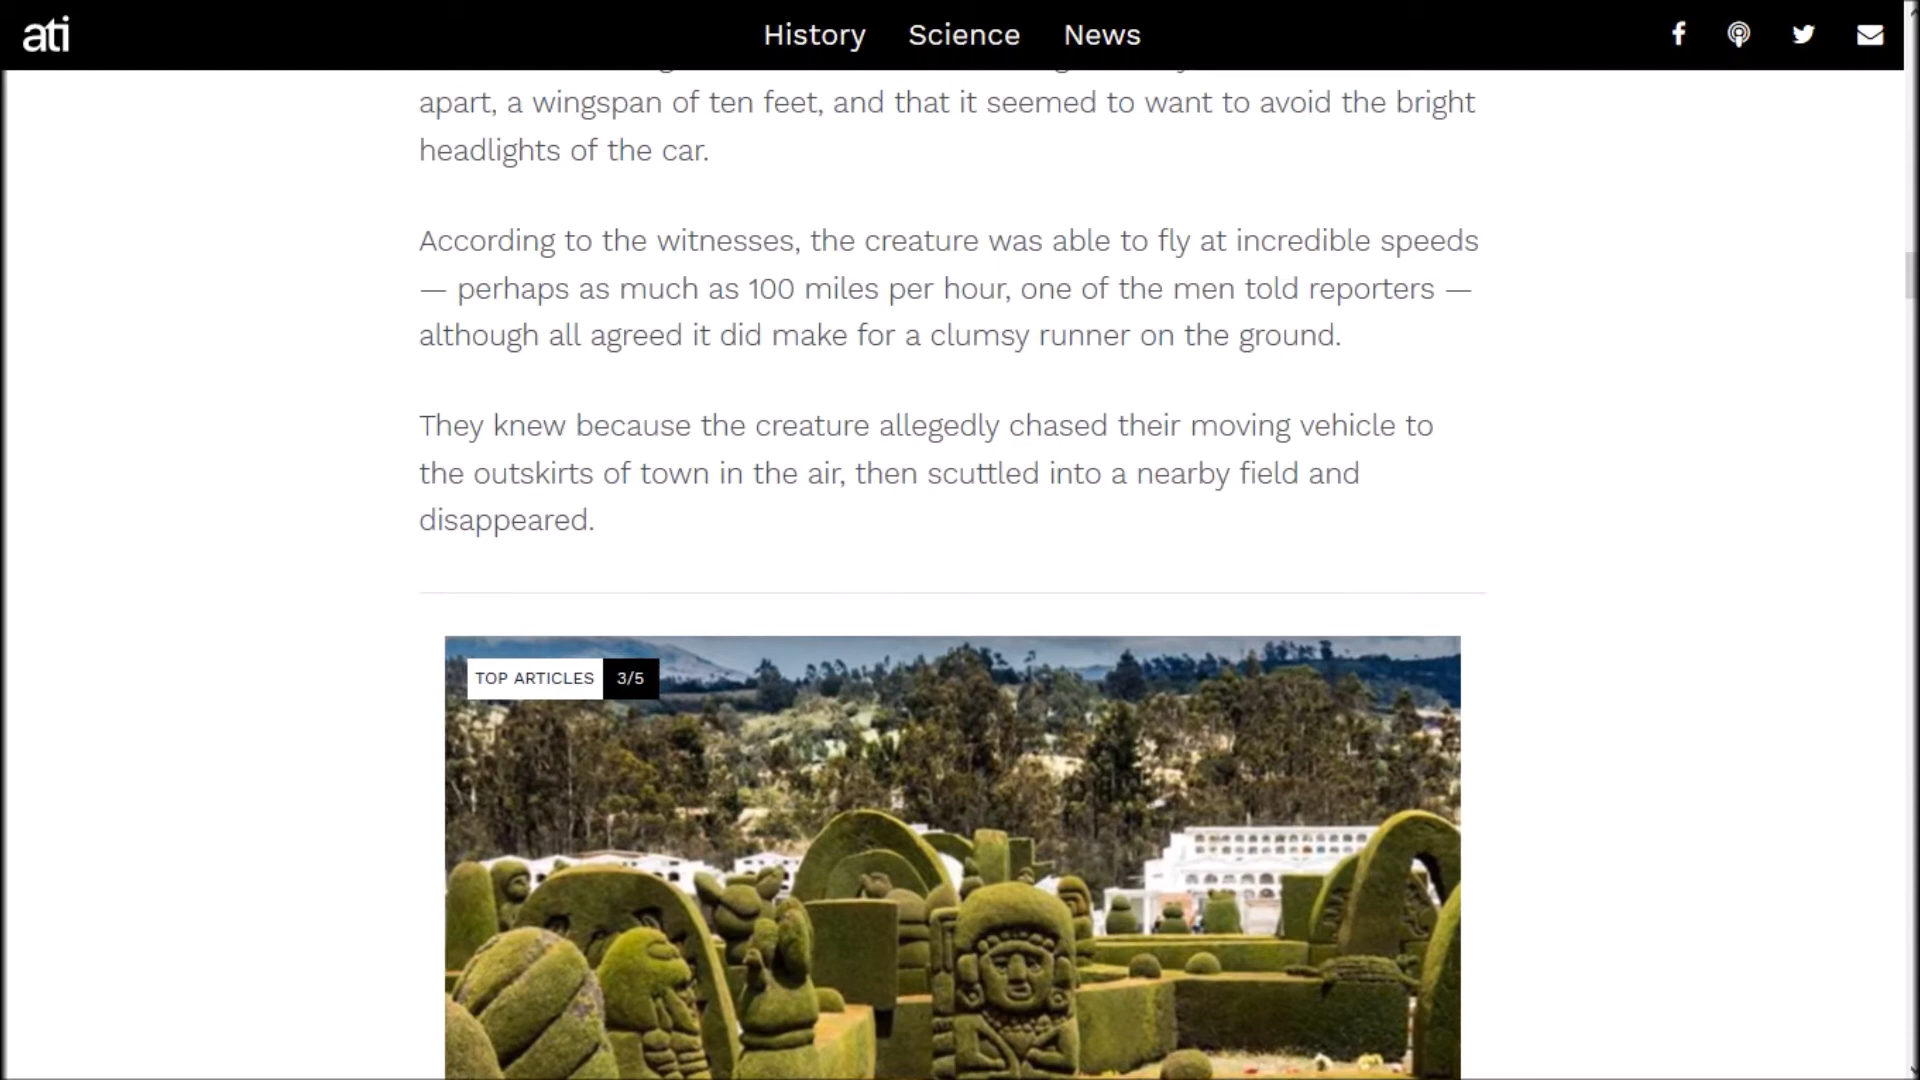 ati
History Science News
apart, a wingspan of ten feet, and that it seemed to want to avoid the bright
headlights of the car.
According to the witnesses, the creature was able to fly at incredible speeds
— perhaps as much as 100 miles per hour, one of the men told reporters —
although all agreed it did make for a clumsy runner on the ground.
They knew because the creature allegedly chased their moving vehicle to
the outskirts of town in the air, then scuttled into a nearby field and
disappeared.
TOP ARTICLES 3/5